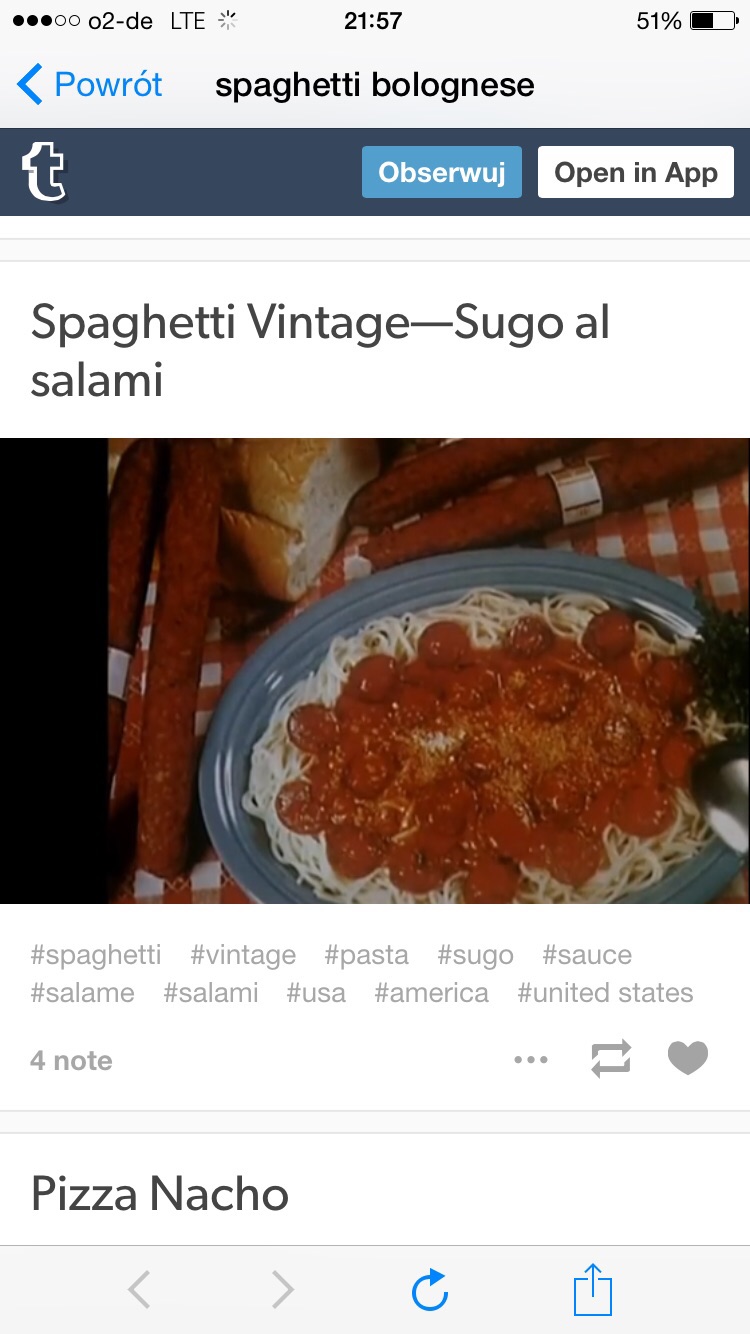 o2-de LTE 21:57 51%
Powrót spaghetti bolognese
t Obserwuj Open in App
Spaghetti Vintage—Sugo al
salami
#spaghetti #vintage #pasta #sugo #sauce
#salame #salami #usa #america #united states
4 note
Pizza Nacho